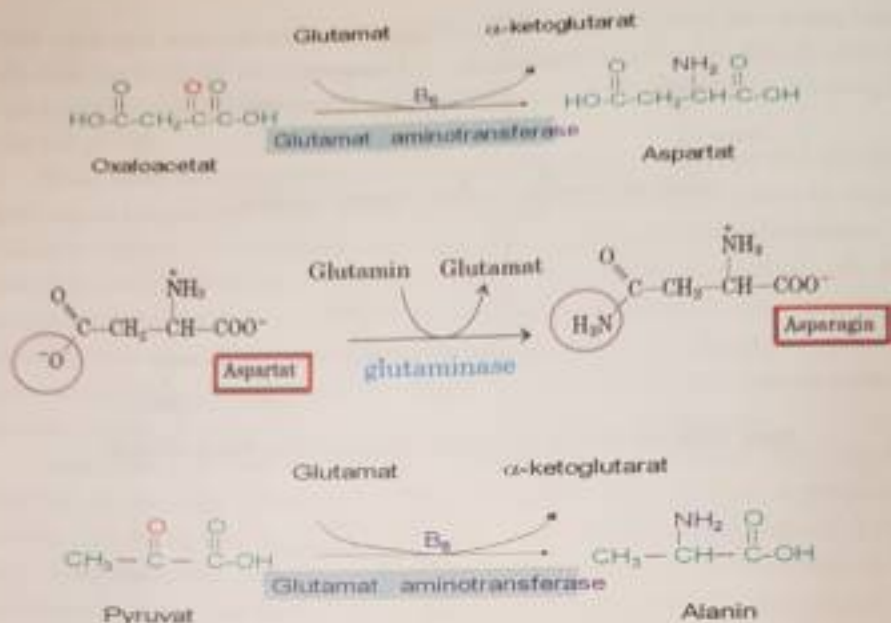 Glutamat α-ketoglutarat
O O O
HO-C-CH₂-C-C-OH
B₆
O NH₂ O
HO-C-CH₂-CH-C-OH
Glutamat aminotransferase
Oxaloacetat
Aspartat
Glutamin Glutamat
O
⁺NH₃
C-CH₂-CH-COO⁻
⁻O
Aspartat
glutaminase
O
⁺NH₃
C-CH₂-CH-COO⁻
H₂N
Asparagin
Glutamat α-ketoglutarat
O O
CH₃-C-C-OH
B₆
NH₂ O
CH₃-CH-C-OH
Glutamat aminotransferase
Pyruvat
Alanin